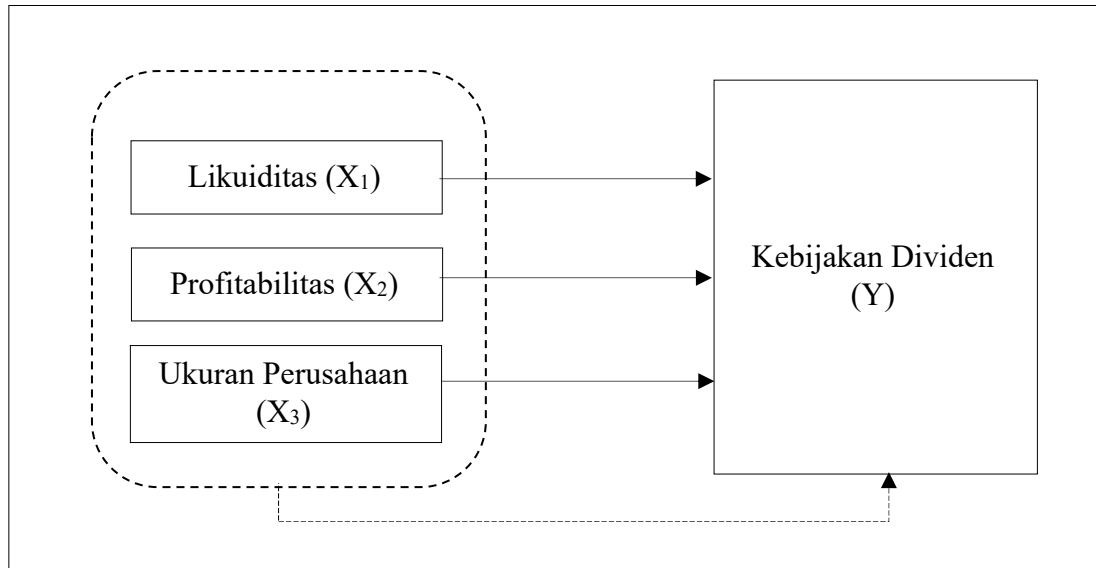 Likuiditas (X₁)
Profitabilitas (X₂)
Ukuran Perusahaan
(X₃)
Kebijakan Dividen
(Y)